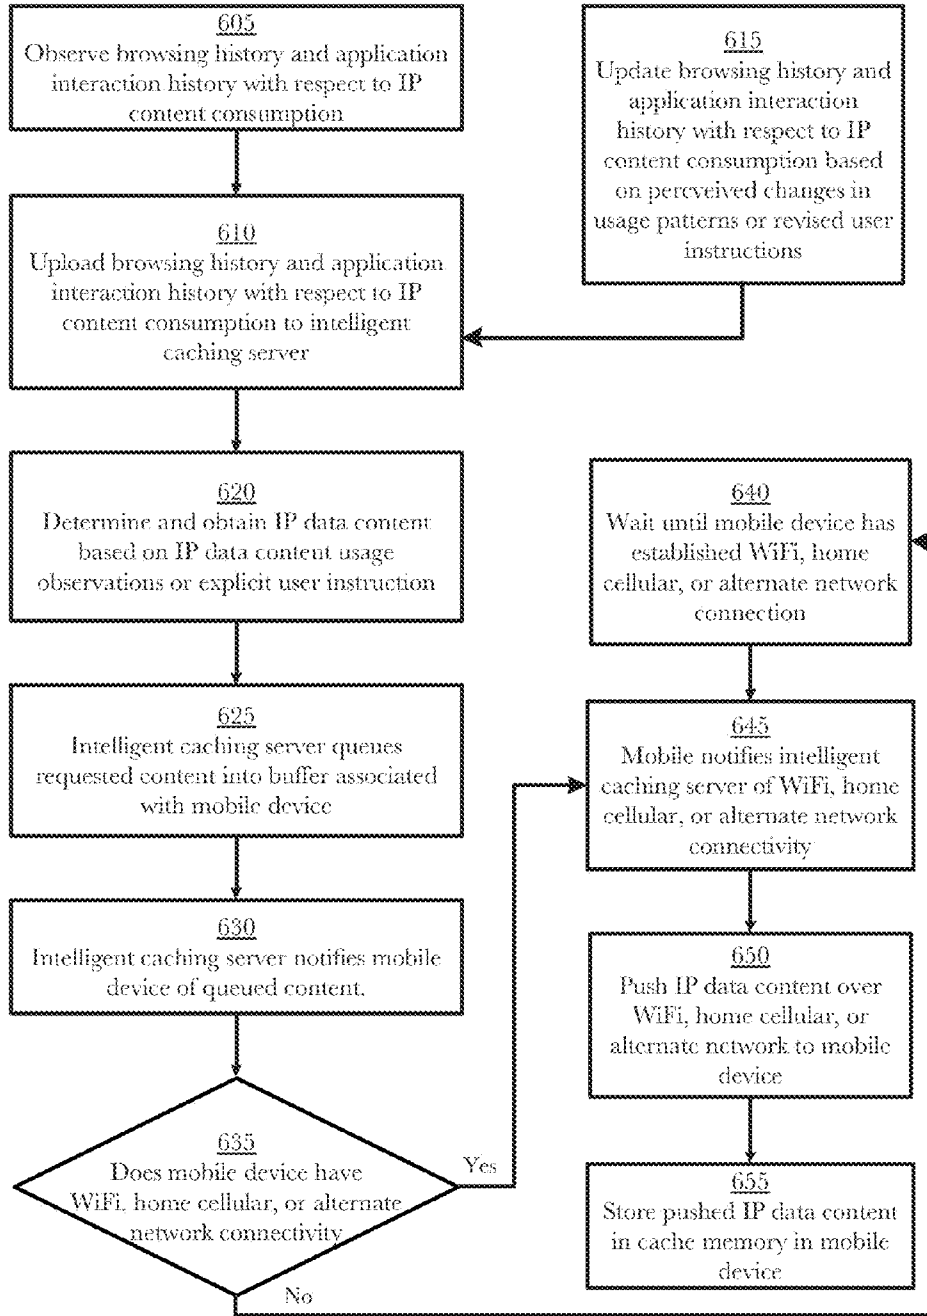 605
Observe browsing history and application
interaction history with respect to IP
content consumption
615
Update browsing history and
application interaction
history with respect to IP
content consumption based
on percveived changes in
usage patterns or revised user
instructions
610
Upload browsing history and application
interaction history with respect to IP
content consumption to intelligent
caching server
620
Determine and obtain IP data content
based on IP data content usage
observations or explicit user instruction
625
Intelligent caching server queues
requested content into buffer associated
with mobile device
630
Intelligent caching server notifies mobile
device of queued content.
635
Does mobile device have
WiFi, home cellular, or alternate
network connectivity
Yes
No
640
Wait until mobile device has
established WiFi, home
cellular, or alternate network
connection
645
Mobile notifies intelligent
caching server of WiFi, home
cellular, or alternate network
connectivity
650
Push IP data content over
WiFi, home cellular, or
alternate network to mobile
device
655
Store pushed IP data content
in cache memory in mobile
device